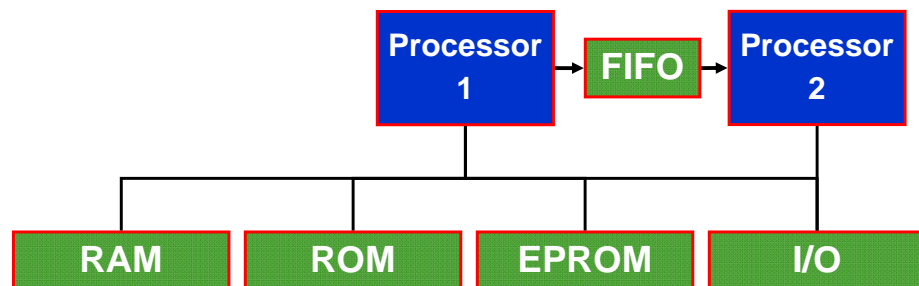 Processor
1
FIFO
Processor
2
RAM
ROM
EPROM
I/O